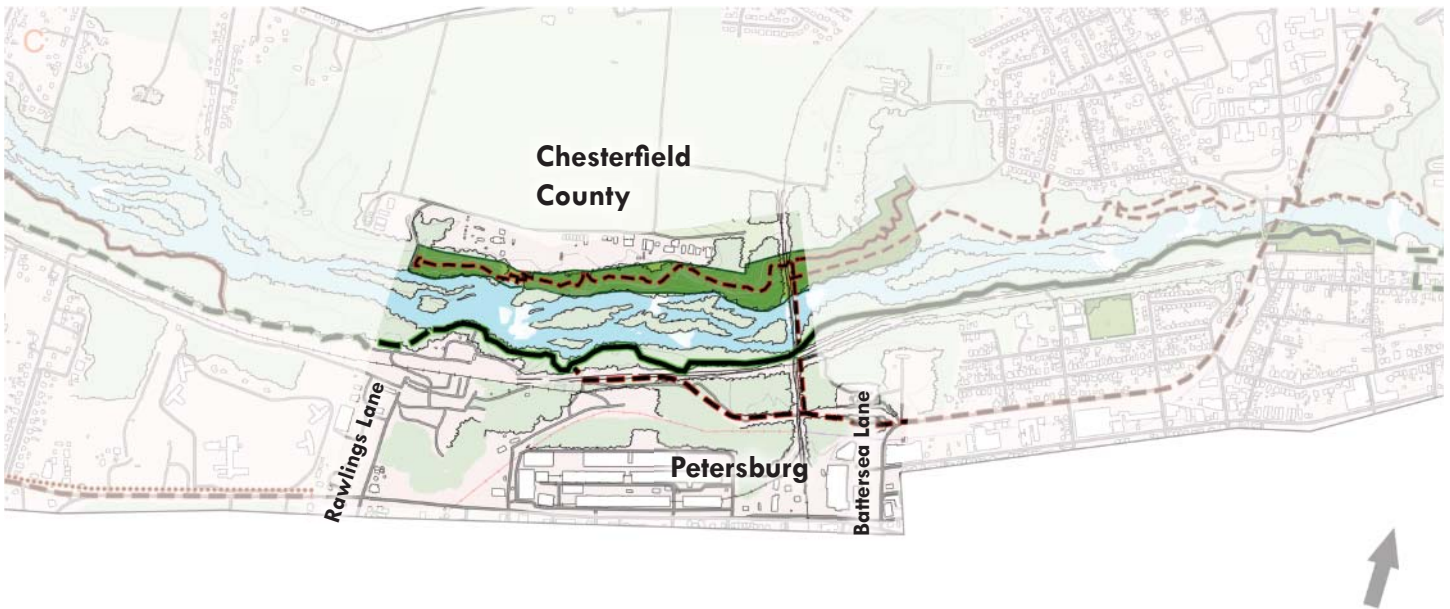 C
Chesterfield
County
Rawlings Lane
Petersburg
Battersea Lane